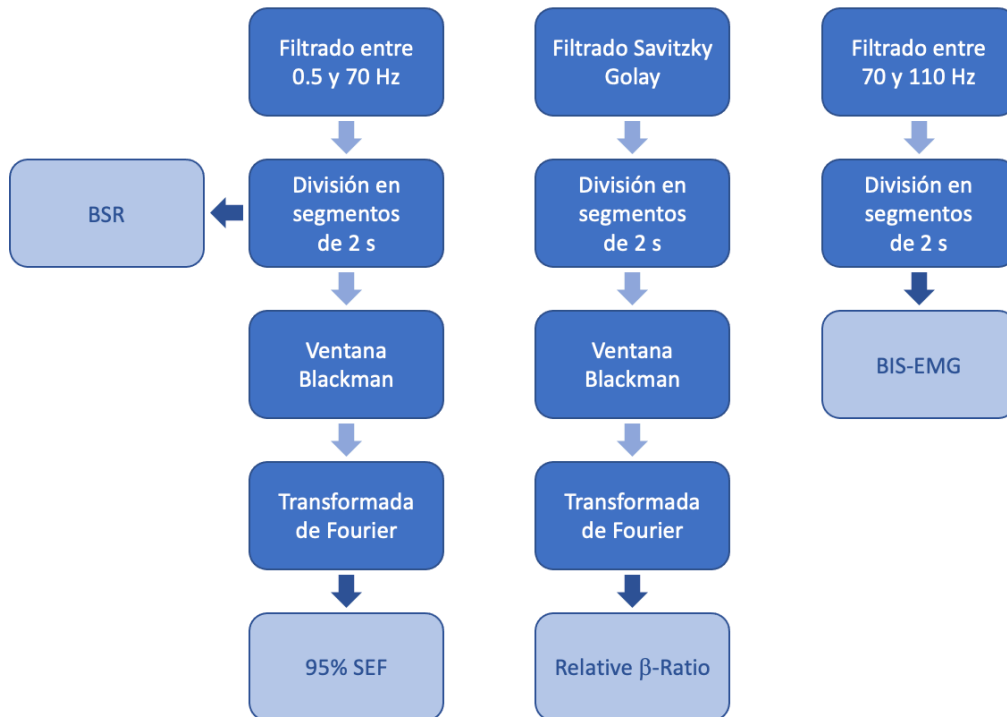 Filtrado entre
0.5 y 70 Hz
Filtrado Savitzky
Golay
Filtrado entre
70 y 110 Hz
BSR
División en
segmentos
de 2 s
División en
segmentos
de 2 s
División en
segmentos
de 2 s
Ventana
Blackman
Ventana
Blackman
BIS-EMG
Transformada
de Fourier
Transformada
de Fourier
95% SEF
Relative β-Ratio